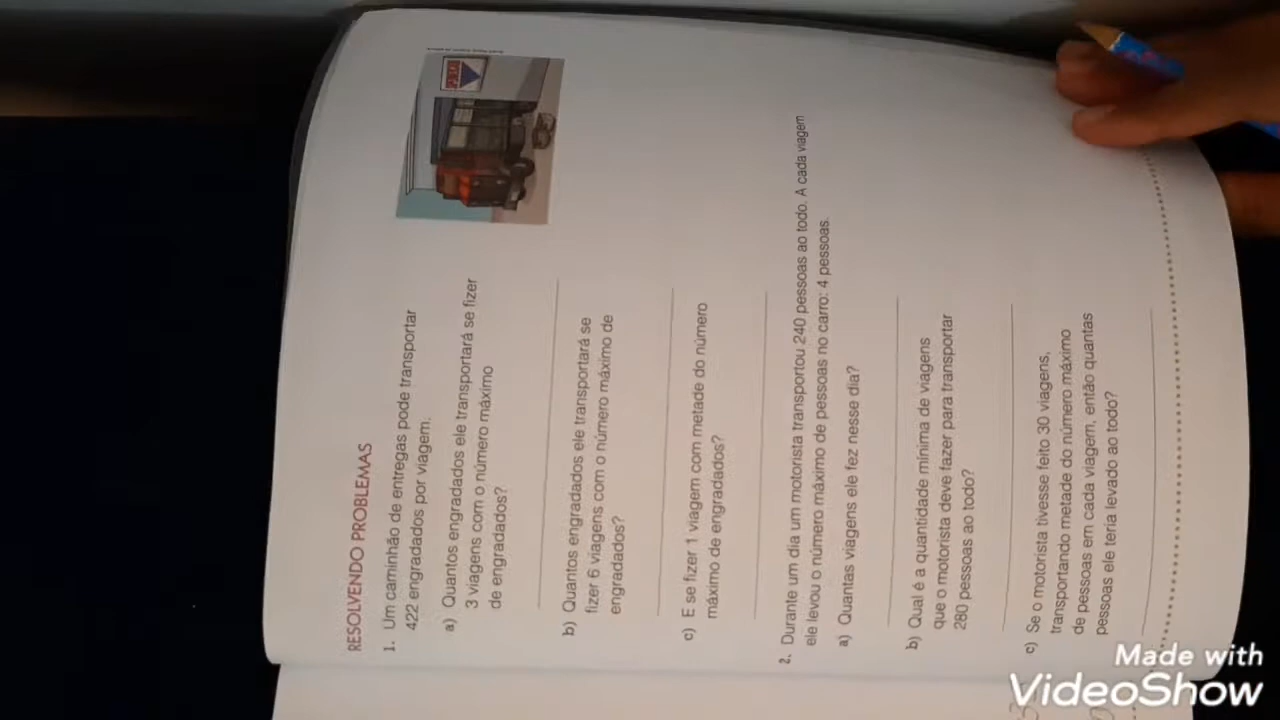 RESOLVENDO PROBLEMAS
1. Um caminhão de entregas pode transportar
422 engradados por viagem.
a) Quantos engradados ele transportará se fizer
3 viagens com o número máximo
de engradados?
b) Quantos engradados ele transportará se
fizer 6 viagens com o número máximo de
engradados?
c) E se fizer 1 viagem com metade do número
máximo de engradados?
2. Durante um dia um motorista transportou 240 pessoas ao todo. A cada viagem
ele levou o número máximo de pessoas no carro: 4 pessoas.
a) Quantas viagens ele fez nesse dia?
b) Qual é a quantidade mínima de viagens
que o motorista deve fazer para transportar
280 pessoas ao todo?
c) Se o motorista tivesse feito 30 viagens,
transportando metade do número máximo
de pessoas em cada viagem, então quantas
pessoas ele teria levado ao todo?
Made with
VideoShow